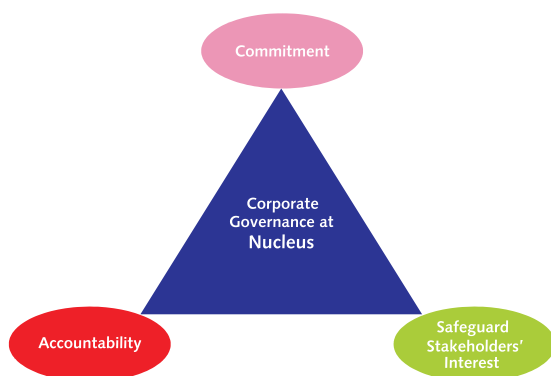 Commitment
Corporate
Governance at
Nucleus
Accountability
Safeguard
Stakeholders’
Interest